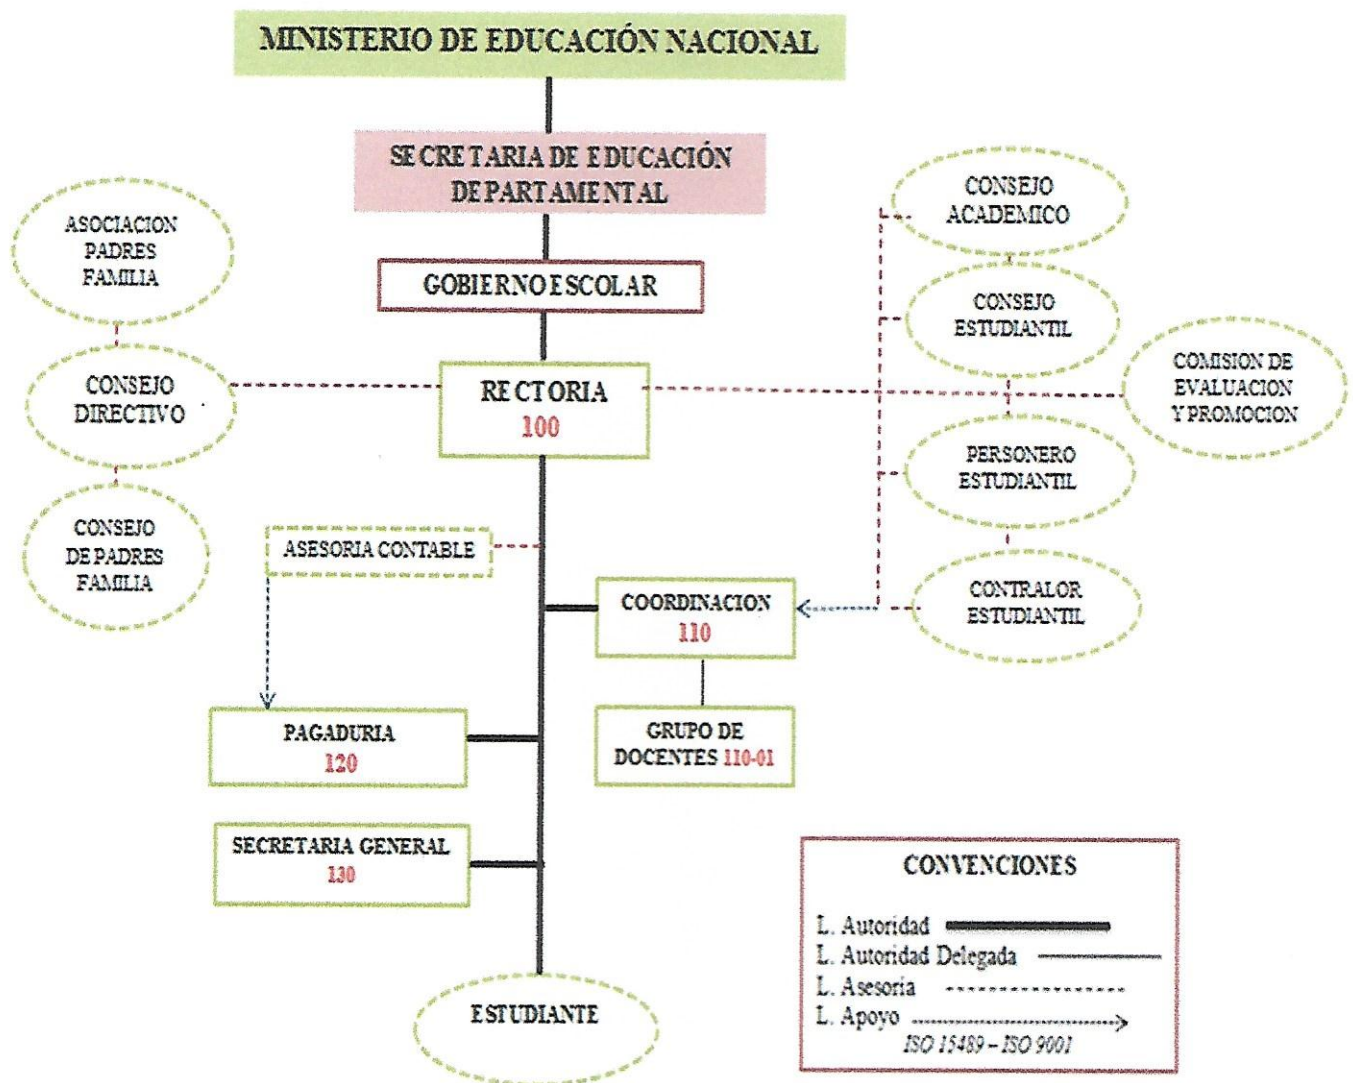 MINISTERIO DE EDUCACIÓN NACIONAL
SECRETARIA DE EDUCACIÓN
DEPARTAMENTAL
GOBIERNO ESCOLAR
ASOCIACION
PADRES
FAMILIA
CONSEJO
DIRECTIVO
CONSEJO
DE PADRES
FAMILIA
RECTORIA
100
CONSEJO
ACADEMICO
CONSEJO
ESTUDIANTIL
COMISION DE
EVALUACION
Y PROMOCION
PERSONERO
ESTUDIANTIL
CONTRALOR
ESTUDIANTIL
ASESORIA CONTABLE
COORDINACION
110
GRUPO DE
DOCENTES 110-01
PAGADURIA
120
SECRETARIA GENERAL
130
ESTUDIANTE
CONVENCIONES
L. Autoridad
L. Autoridad Delegada
L. Asesoria
L. Apoyo
ISO 15489 – ISO 9001